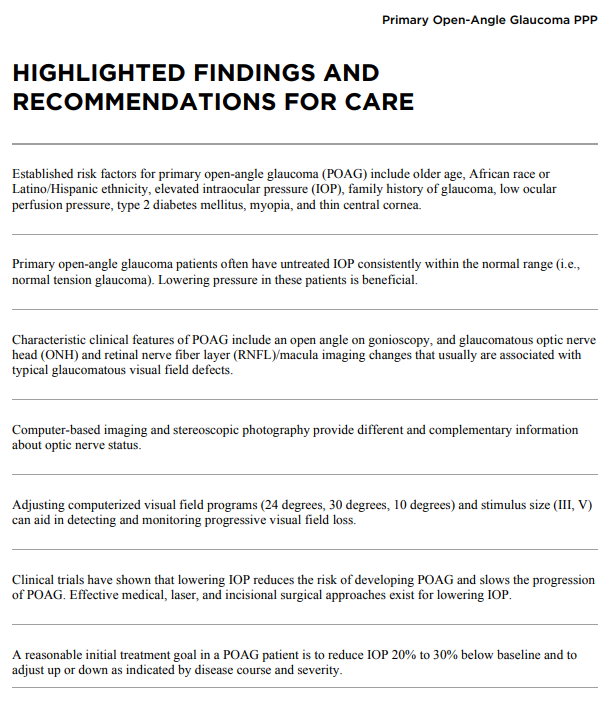 Primary Open-Angle Glaucoma PPP
HIGHLIGHTED FINDINGS AND
RECOMMENDATIONS FOR CARE
Established risk factors for primary open-angle glaucoma (POAG) include older age, African race or
Latino/Hispanic ethnicity, elevated intraocular pressure (IOP), family history of glaucoma, low ocular
perfusion pressure, type 2 diabetes mellitus, myopia, and thin central cornea.
Primary open-angle glaucoma patients often have untreated IOP consistently within the normal range (i.e.,
normal tension glaucoma). Lowering pressure in these patients is beneficial.
Characteristic clinical features of POAG include an open angle on gonioscopy, and glaucomatous optic nerve
head (ONH) and retinal nerve fiber layer (RNFL)/macula imaging changes that usually are associated with
typical glaucomatous visual field defects.
Computer-based imaging and stereoscopic photography provide different and complementary information
about optic nerve status.
Adjusting computerized visual field programs (24 degrees, 30 degrees, 10 degrees) and stimulus size (III, V)
can aid in detecting and monitoring progressive visual field loss.
Clinical trials have shown that lowering IOP reduces the risk of developing POAG and slows the progression
of POAG. Effective medical, laser, and incisional surgical approaches exist for lowering IOP.
A reasonable initial treatment goal in a POAG patient is to reduce IOP 20% to 30% below baseline and to
adjust up or down as indicated by disease course and severity.